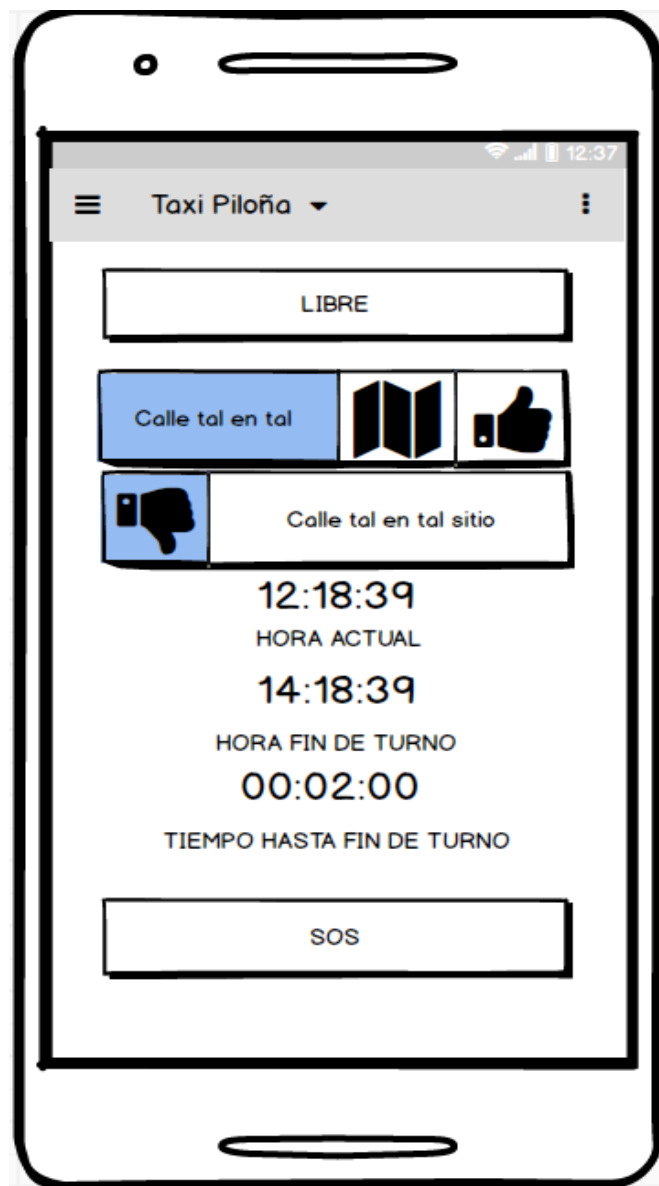 12:37
Taxi Piloña
LIBRE
Calle tal en tal
Calle tal en tal sitio
12:18:39
HORA ACTUAL
14:18:39
HORA FIN DE TURNO
00:02:00
TIEMPO HASTA FIN DE TURNO
SOS